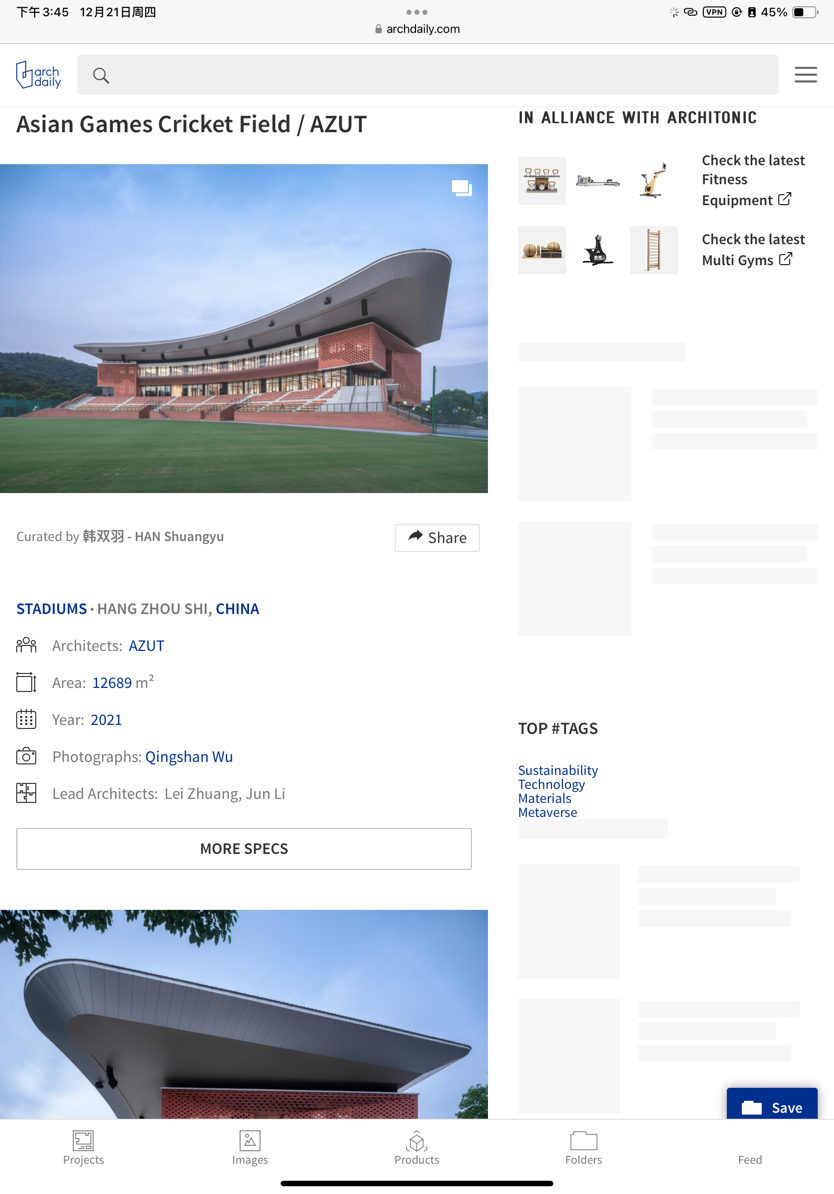 下午3:45 12月21日周四
VPN
45%
archdaily.com
arch
daily
Asian Games Cricket Field / AZUT
Curated by 韩双羽 - HAN Shuangyu
Share
STADIUMS · HANG ZHOU SHI, CHINA
Architects: AZUT
Area: 12689 m²
Year: 2021
Photographs: Qingshan Wu
Lead Architects: Lei Zhuang, Jun Li
MORE SPECS
IN ALLIANCE WITH ARCHITONIC
Check the latest
Fitness
Equipment
Check the latest
Multi Gyms
TOP #TAGS
Sustainability
Technology
Materials
Metaverse
Save
Projects
Images
Products
Folders
Feed